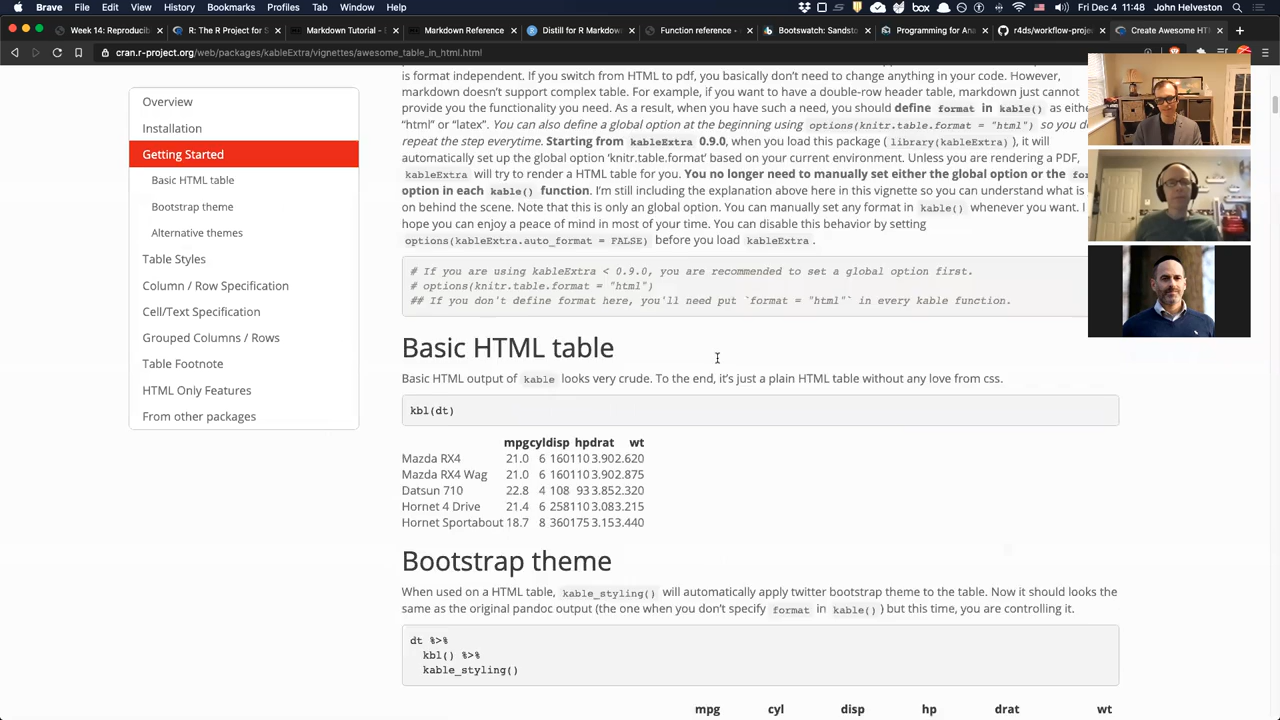 Brave File Edit View History Bookmarks Profiles Tab Window Help
box
Fri Dec 11 11:48 John Helveston
Week 14: Reproducibl
R: The R Project for S
Markdown Tutorial -
Markdown Reference
Distill for R Markdow
Function reference •
Bootswatch: Sandsto
Programming for Ana
r4ds/workflow-projec
Create Awesome HT
cran.r-project.org/web/packages/kableExtra/vignettes/awesome_table_in_html.html
Overview
Installation
Getting Started
Basic HTML table
Bootstrap theme
Alternative themes
Table Styles
Column / Row Specification
Cell/Text Specification
Grouped Columns / Rows
Table Footnote
HTML Only Features
From other packages
is format independent. If you switch from HTML to pdf, you basically don't need to change anything in your code. However,
markdown doesn't support complex table. For example, if you want to have a double-row header table, markdown just cannot
provide you the functionality you need. As a result, when you have such a need, you should define format in kable() as eithe
"html" or "latex". You can also define a global option at the beginning using options(knitr.table.format = "html") so you do
repeat the step everytime. Starting from kableExtra 0.9.0, when you load this package ( library(kableExtra) ), it will
automatically set up the global option 'knitr.table.format' based on your current environment. Unless you are rendering a PDF,
kableExtra will try to render a HTML table for you. You no longer need to manually set either the global option or the for
option in each kable() function. I'm still including the explanation above here in this vignette so you can understand what is
on behind the scene. Note that this is only an global option. You can manually set any format in kable() whenever you want. I
hope you can enjoy a peace of mind in most of your time. You can disable this behavior by setting
options(kableExtra.auto_format = FALSE) before you load kableExtra .
# If you are using kableExtra < 0.9.0, you are recommended to set a global option first.
# options(knitr.table.format = "html")
## If you don't define format here, you'll need put `format = "html"` in every kable function.
Basic HTML table
Basic HTML output of kable looks very crude. To the end, it's just a plain HTML table without any love from css.
kbl(dt)
mpg cyl disp hp drat wt
Mazda RX4 21.0 6 160 110 3.90 2.620
Mazda RX4 Wag 21.0 6 160 110 3.90 2.875
Datsun 710 22.8 4 108 93 3.85 2.320
Hornet 4 Drive 21.4 6 258 110 3.08 3.215
Hornet Sportabout 18.7 8 360 175 3.15 3.440
Bootstrap theme
When used on a HTML table, kable_styling() will automatically apply twitter bootstrap theme to the table. Now it should looks the
same as the original pandoc output (the one when you don't specify format in kable() ) but this time, you are controlling it.
dt %>%
kbl() %>%
kable_styling()
mpg cyl disp hp drat wt